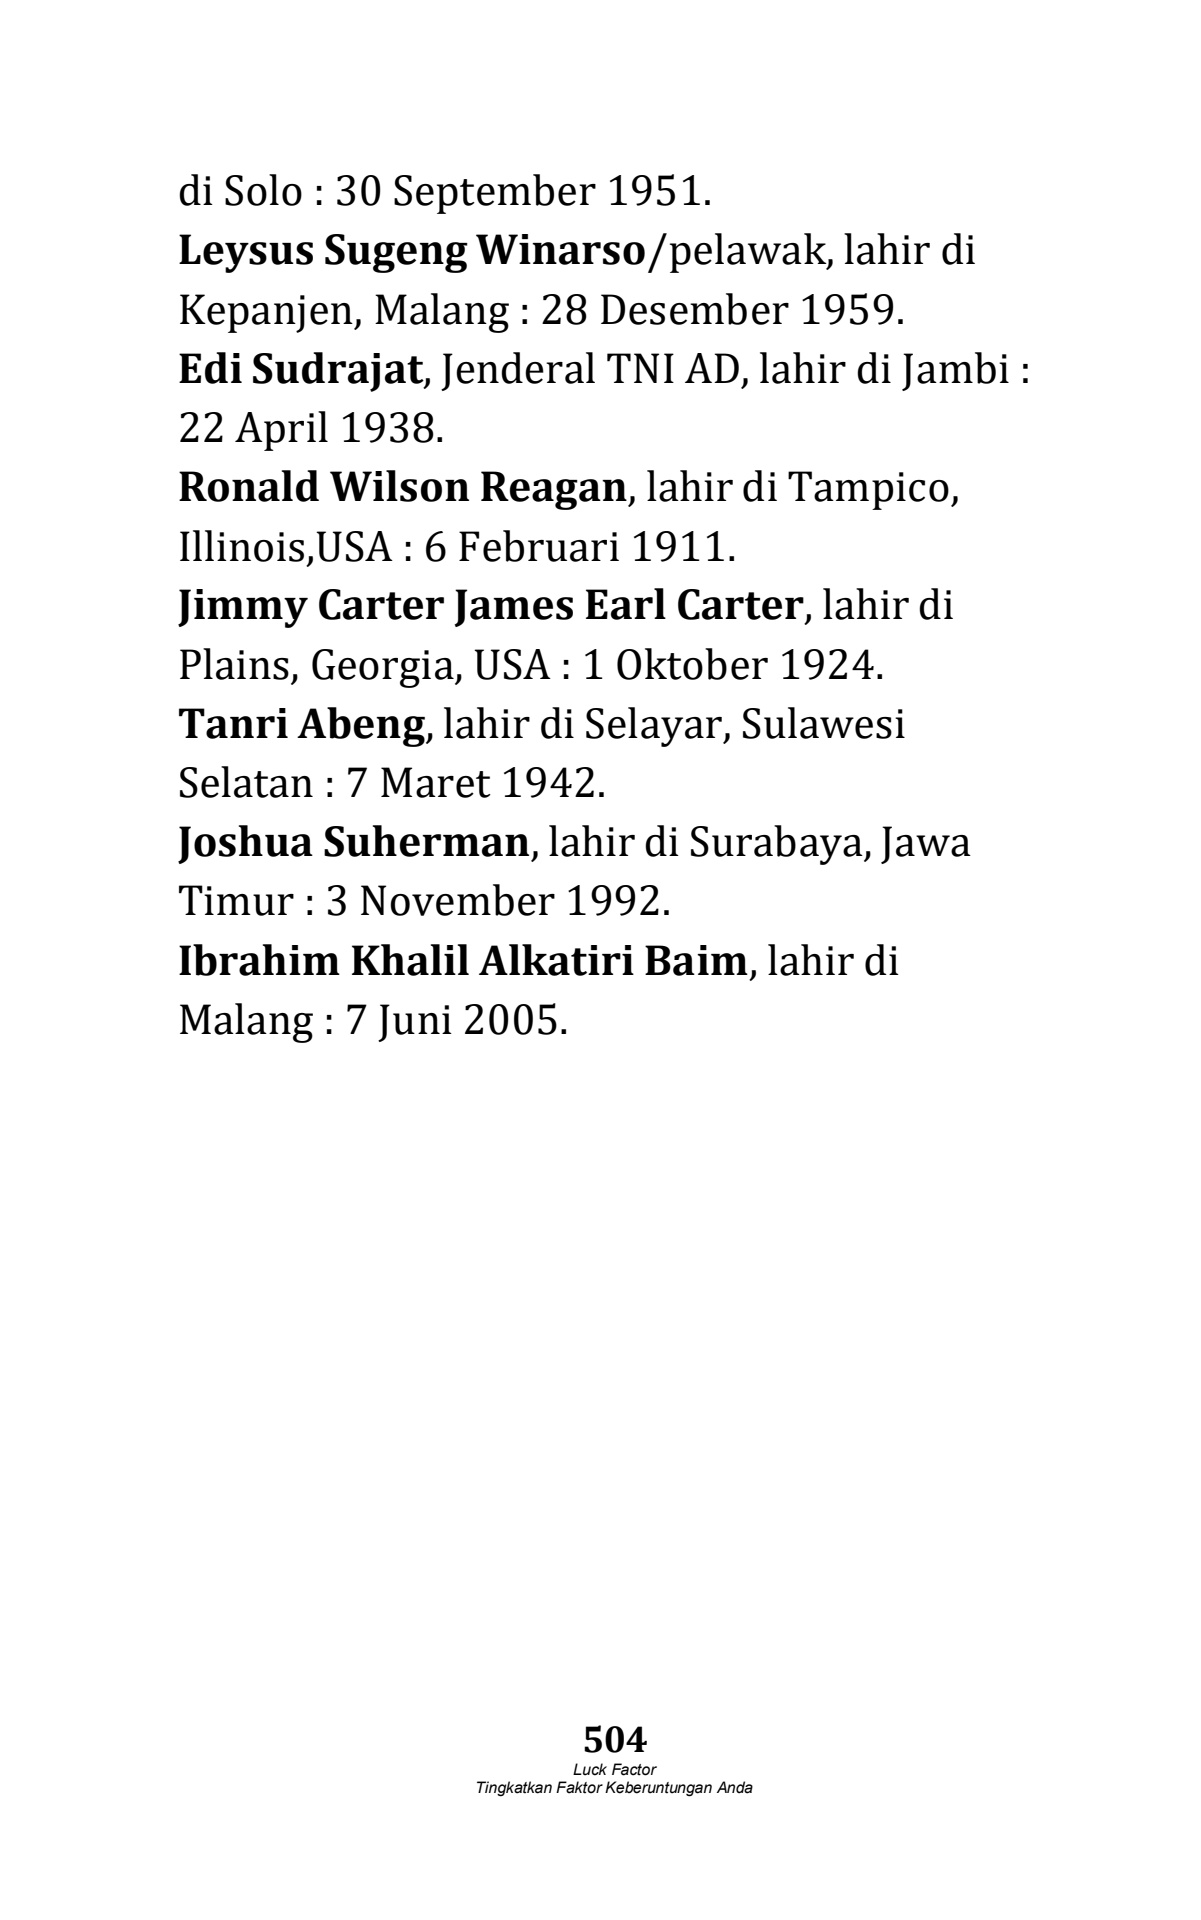 di Solo : 30 September 1951.
Leysus Sugeng Winarso/pelawak, lahir di
Kepanjen, Malang : 28 Desember 1959.
Edi Sudrajat, Jenderal TNI AD, lahir di Jambi :
22 April 1938.
Ronald Wilson Reagan, lahir di Tampico,
Illinois,USA : 6 Februari 1911.
Jimmy Carter James Earl Carter, lahir di
Plains, Georgia, USA : 1 Oktober 1924.
Tanri Abeng, lahir di Selayar, Sulawesi
Selatan : 7 Maret 1942.
Joshua Suherman, lahir di Surabaya, Jawa
Timur : 3 November 1992.
Ibrahim Khalil Alkatiri Baim, lahir di
Malang : 7 Juni 2005.
504
Luck Factor
Tingkatkan Faktor Keberuntungan Anda